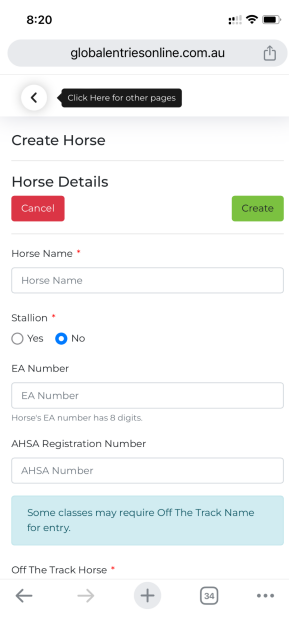 8:20
globalentriesonline.com.au
Click Here for other pages
Create Horse
Horse Details
Cancel
Create
Horse Name *
Horse Name
Stallion *
Yes No
EA Number
EA Number
Horse's EA number has 8 digits.
AHSA Registration Number
AHSA Number
Some classes may require Off The Track Name
for entry.
Off The Track Horse *
34